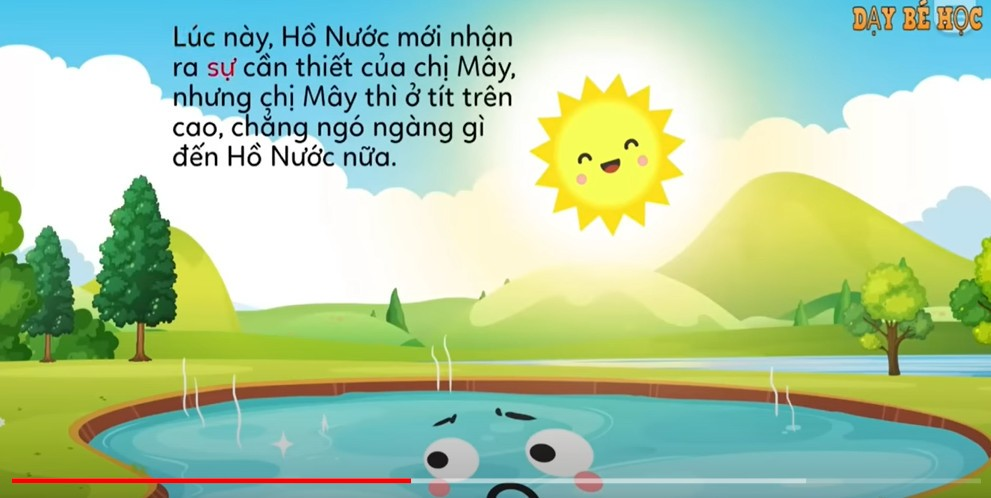 DẠY BÉ HỌC
Lúc này, Hồ Nước mới nhận
ra sự cần thiết của chị Mây,
nhưng chị Mây thì ở tít trên
cao, chẳng ngó ngàng gì
đến Hồ Nước nữa.